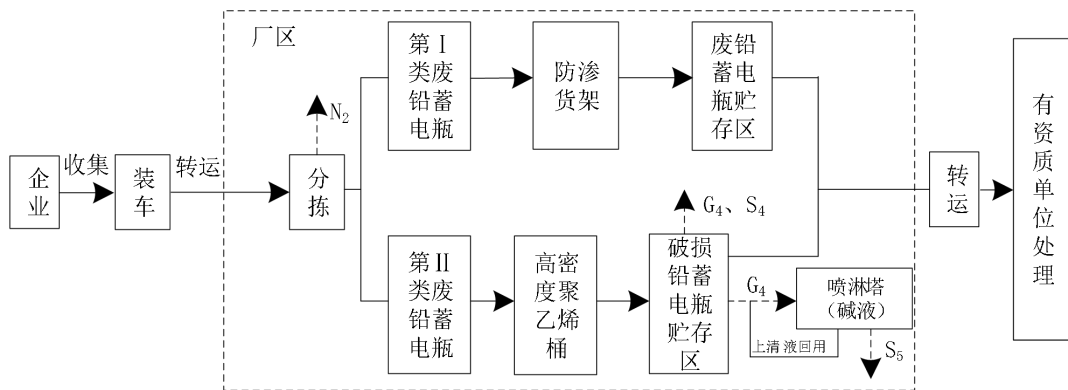 厂区
企
业
收集
装
车
转运
分
拣
N2
第Ⅰ
类废
铅蓄
电瓶
防渗
货架
废铅
蓄电
瓶贮
存区
第Ⅱ
类废
铅蓄
电瓶
高密
度聚
乙烯
桶
G4、S4
破损
铅蓄
电瓶
贮存
区
G4
喷淋塔
(碱液)
上清液回用
S5
转
运
有
资
质
单
位
处
理